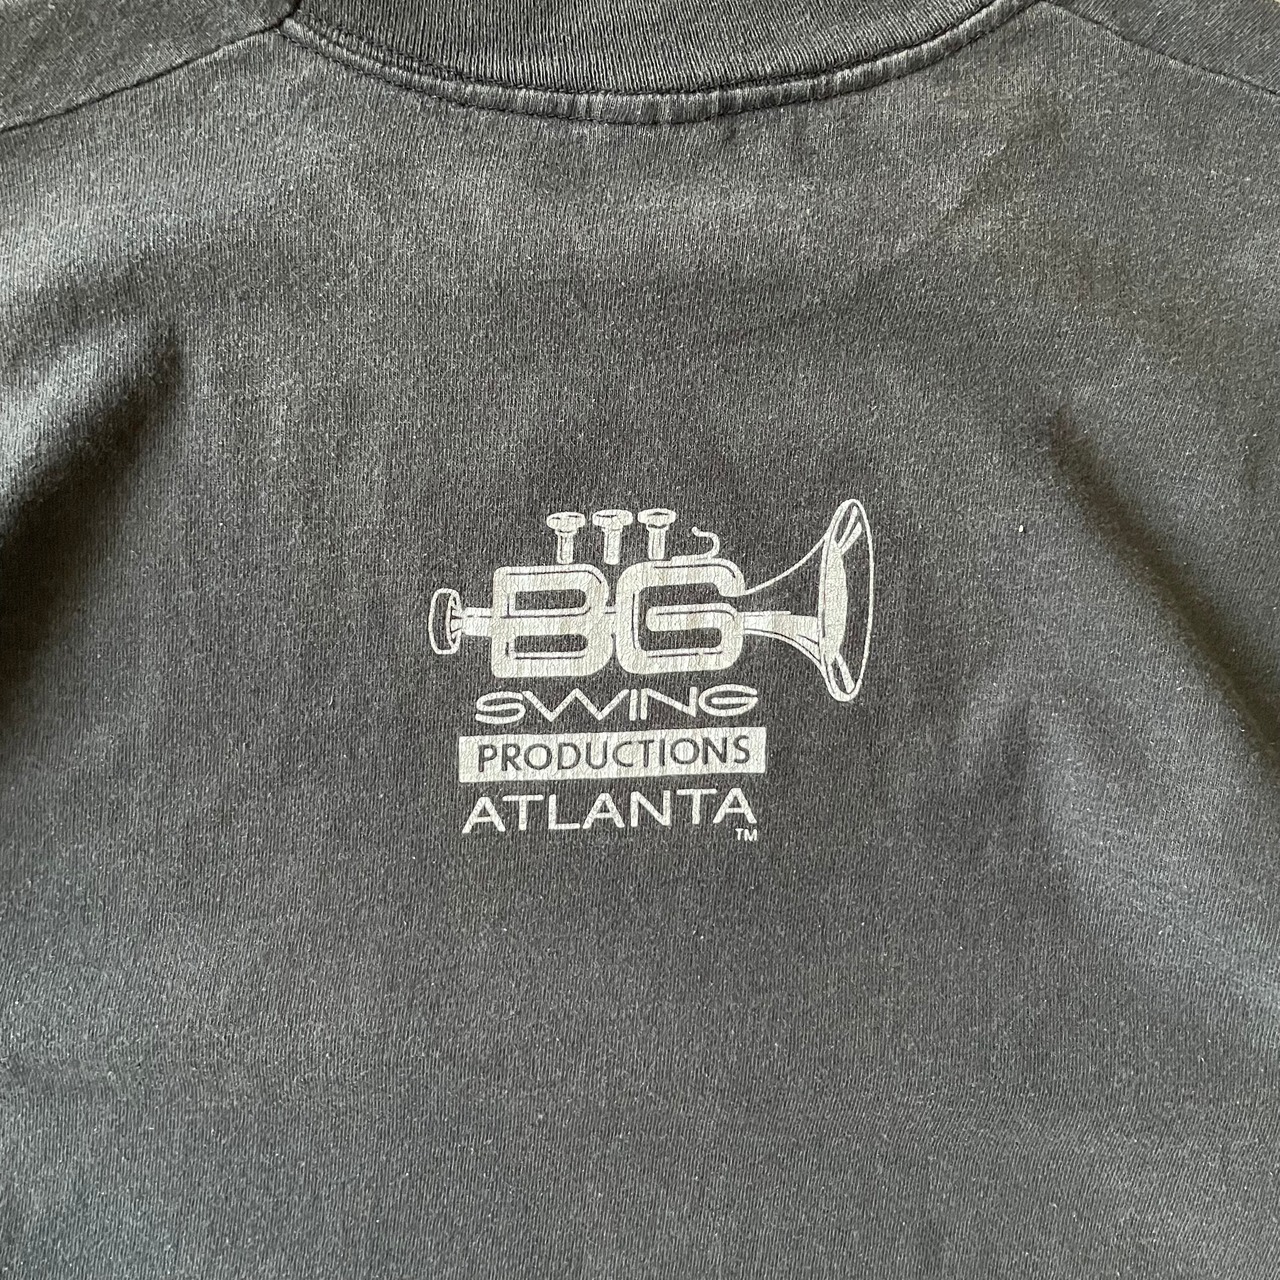 BG
SWING
PRODUCTIONS
ATLANTA
TM